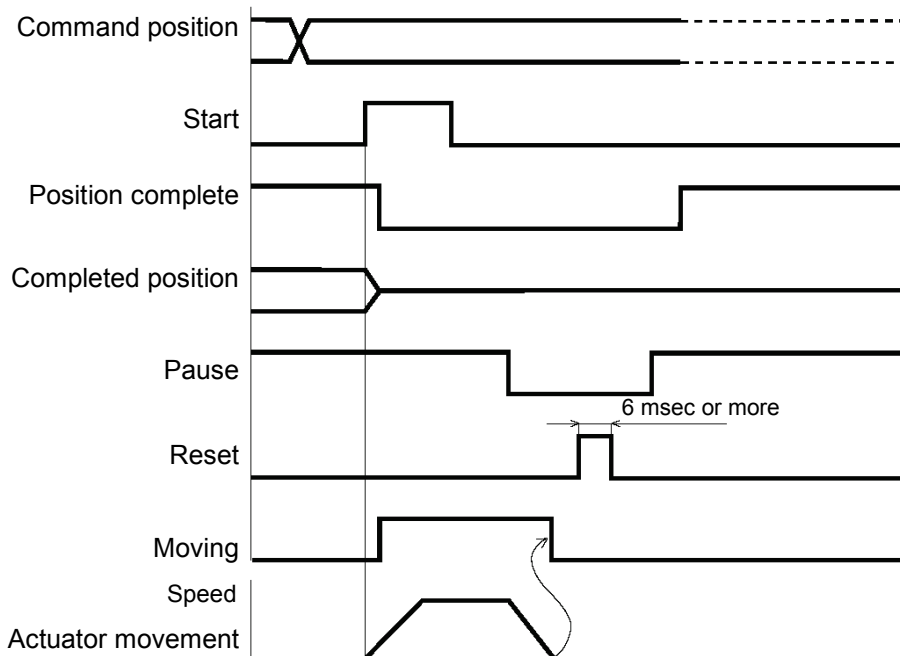 Command position
Start
Position complete
Completed position
Pause
6 msec or more
Reset
Moving
Speed
Actuator movement